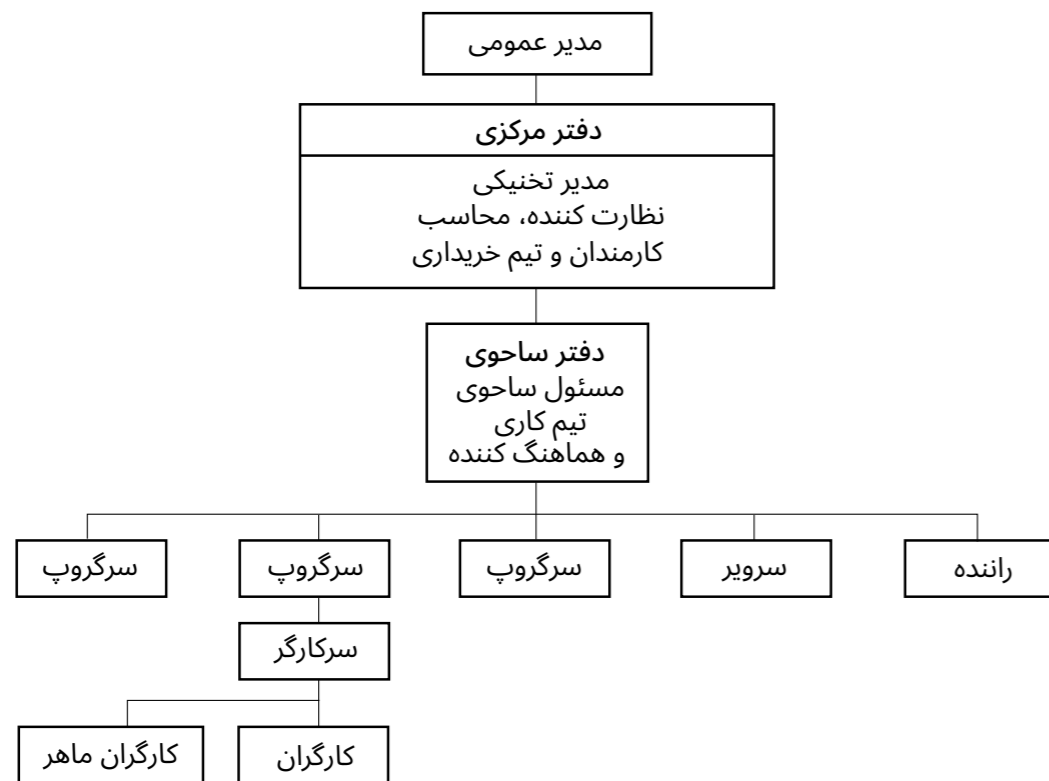 مدیر عمومی
دفتر مرکزی
مدیر تخنیکی
نظارت کننده، محاسب
کارمندان و تیم خریداری
دفتر ساحوی
مسئول ساحوی
تیم کاری
و هماهنگ کننده
راننده
سرویر
سرگروپ
سرگروپ
سرگروپ
سرکارگر
کارگران
کارگران ماهر